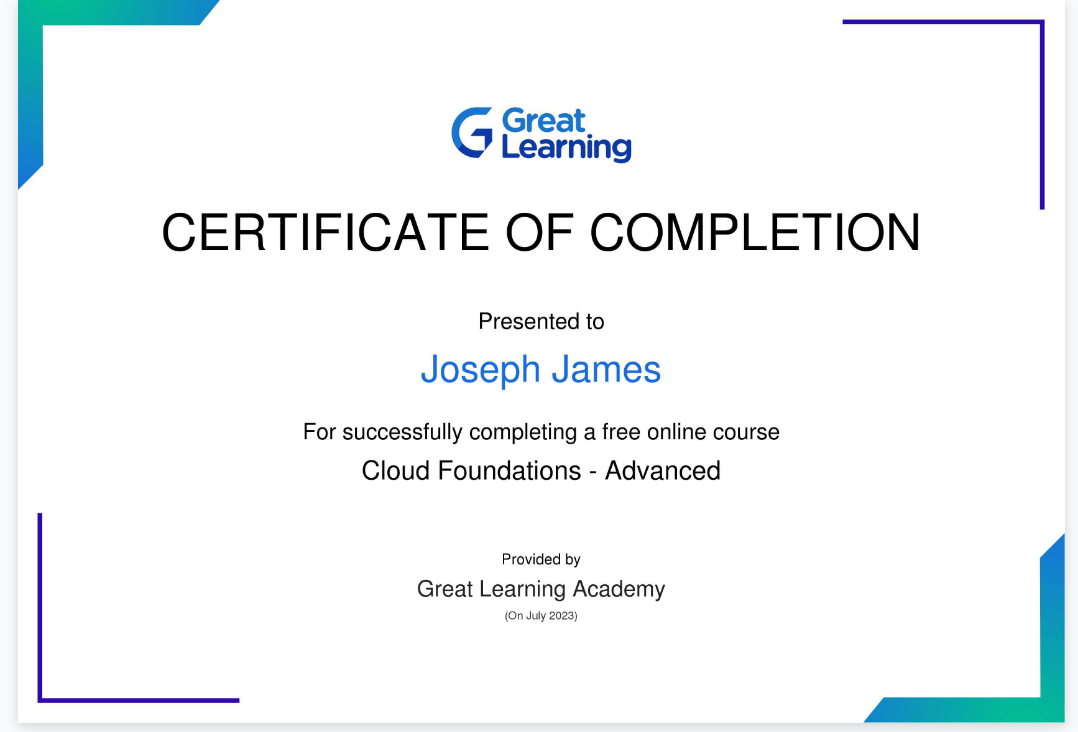 Great
Learning
CERTIFICATE OF COMPLETION
Presented to
Joseph James
For successfully completing a free online course
Cloud Foundations - Advanced
Provided by
Great Learning Academy
(On July 2023)